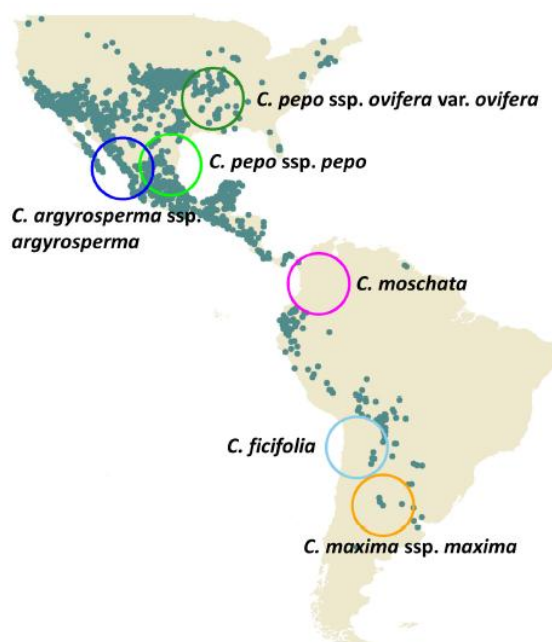 C. pepo ssp. ovifera var. ovifera
C. pepo ssp. pepo
C. argyrosperma ssp.
argyrosperma
C. moschata
C. ficifolia
C. maxima ssp. maxima